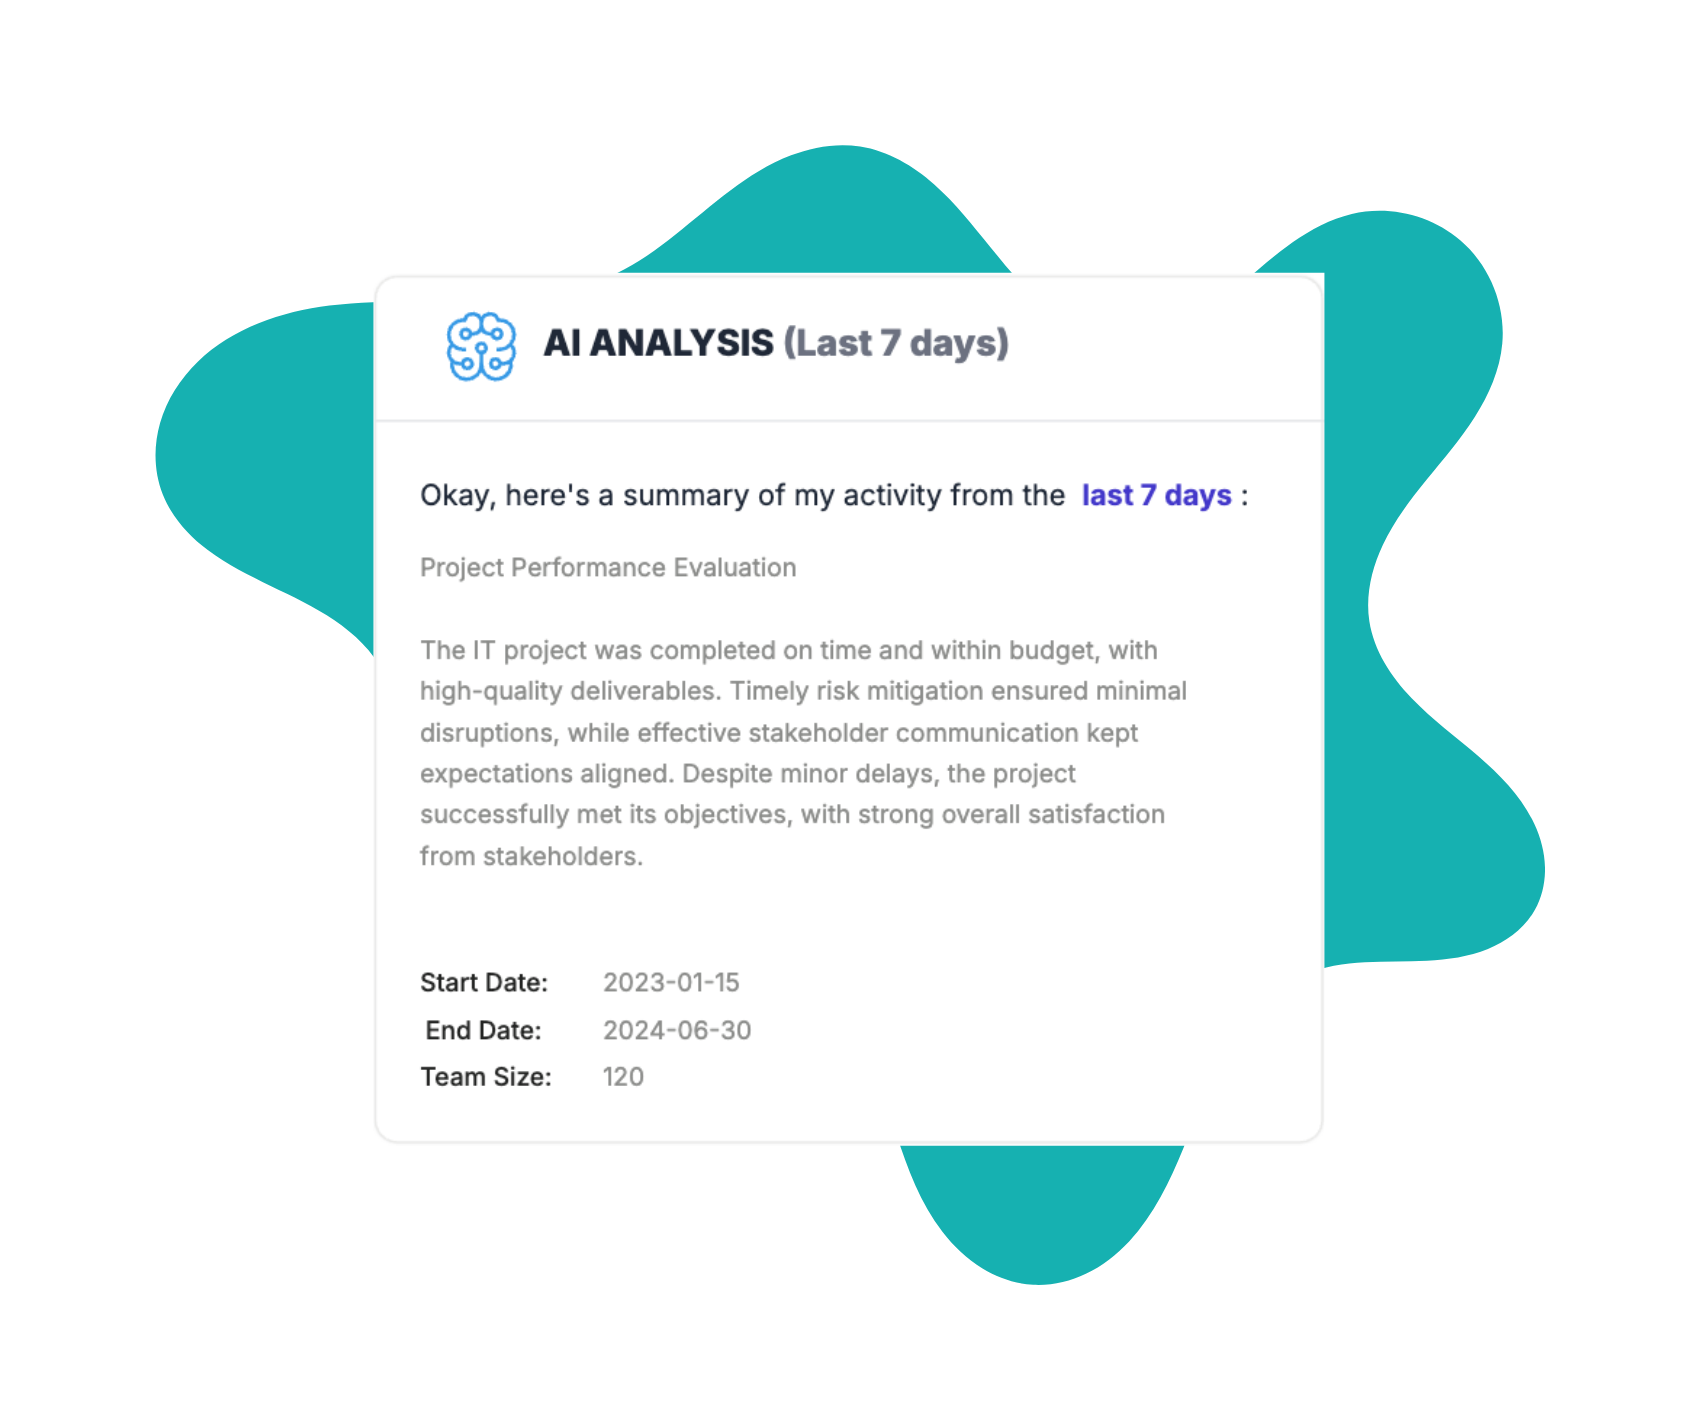 AI ANALYSIS (Last 7 days)
Okay, here's a summary of my activity from the last 7 days :
Project Performance Evaluation
The IT project was completed on time and within budget, with
high-quality deliverables. Timely risk mitigation ensured minimal
disruptions, while effective stakeholder communication kept
expectations aligned. Despite minor delays, the project
successfully met its objectives, with strong overall satisfaction
from stakeholders.
Start Date: 2023-01-15
End Date: 2024-06-30
Team Size: 120